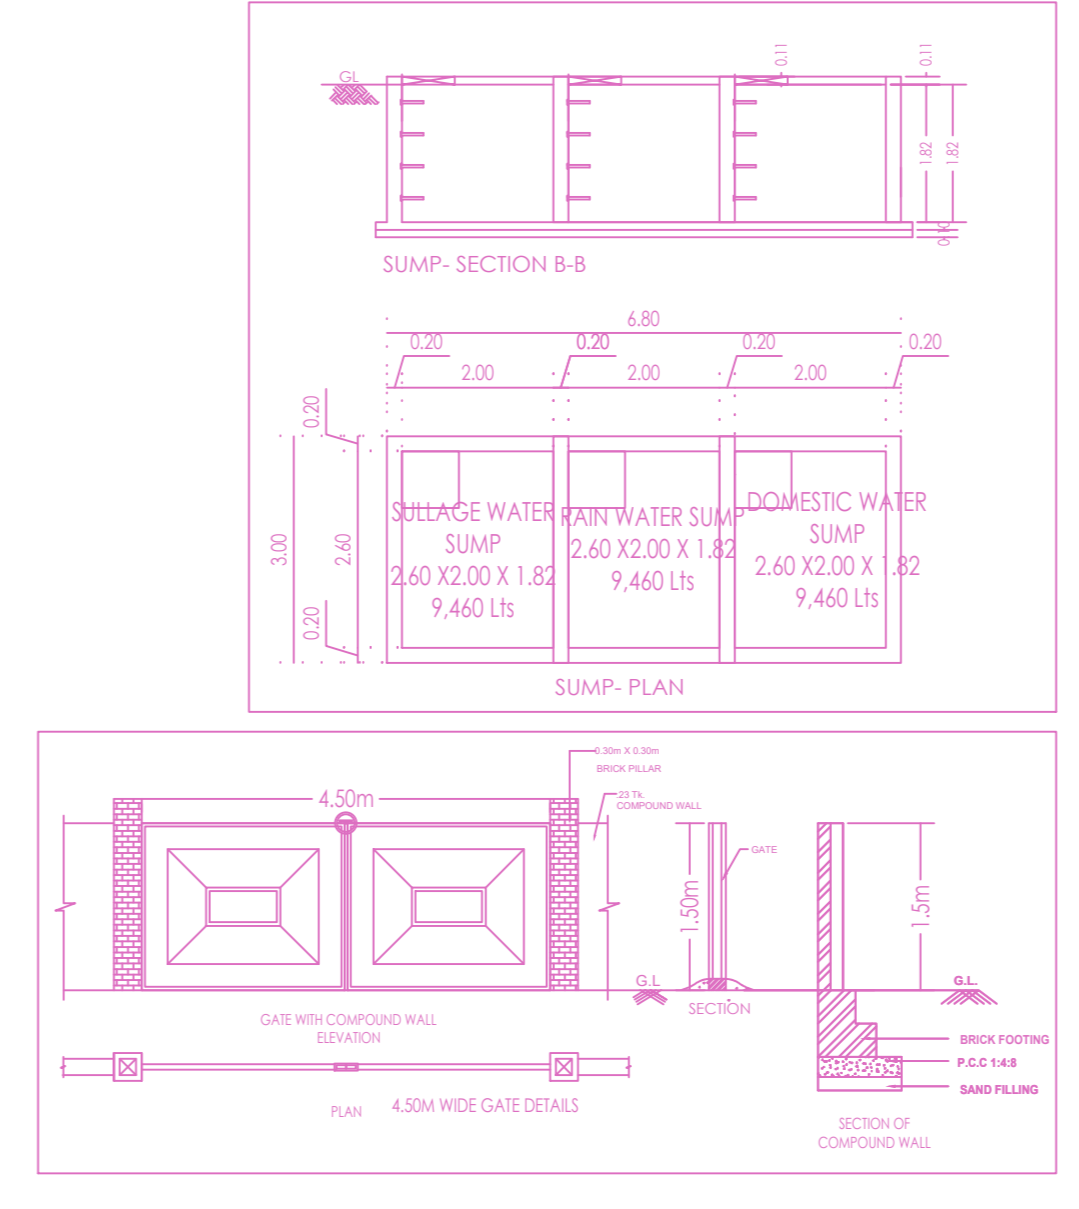 GL
0.11
0.11
1.82
1.82
0.10
SUMP- SECTION B-B
6.80
0.20
0.20
0.20
0.20
2.00
2.00
2.00
0.20
3.00
2.60
0.20
SULLAGE WATER
SUMP
2.60 X2.00 X 1.82
9,460 Lts
RAIN WATER SUMP
2.60 X2.00 X 1.82
9,460 Lts
DOMESTIC WATER
SUMP
2.60 X2.00 X 1.82
9,460 Lts
SUMP- PLAN
0.30m X 0.30m
BRICK PILLAR
.23 Tk.
COMPOUND WALL
4.50m
GATE
1.50m
1.5m
G.L
G.L.
SECTION
GATE WITH COMPOUND WALL
ELEVATION
BRICK FOOTING
P.C.C 1:4:8
SAND FILLING
PLAN
4.50M WIDE GATE DETAILS
SECTION OF
COMPOUND WALL